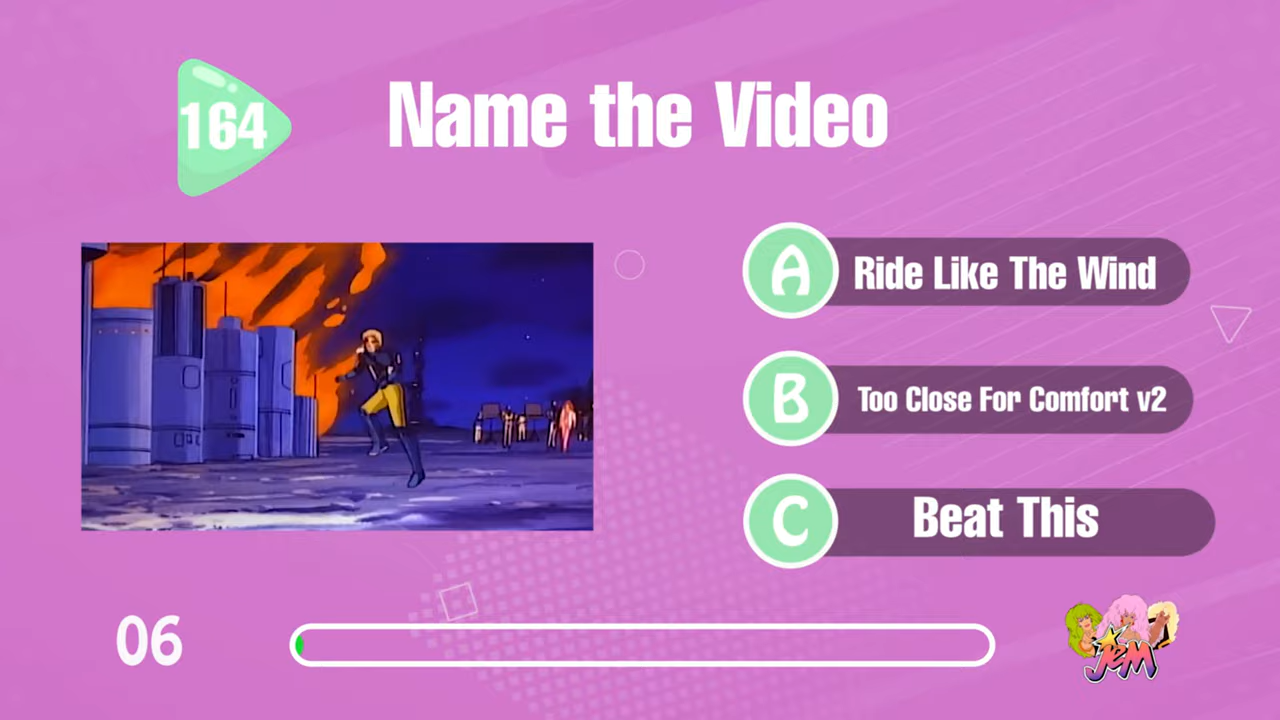 164
Name the Video
A Ride Like The Wind
B Too Close For Comfort v2
C Beat This
06
JEM